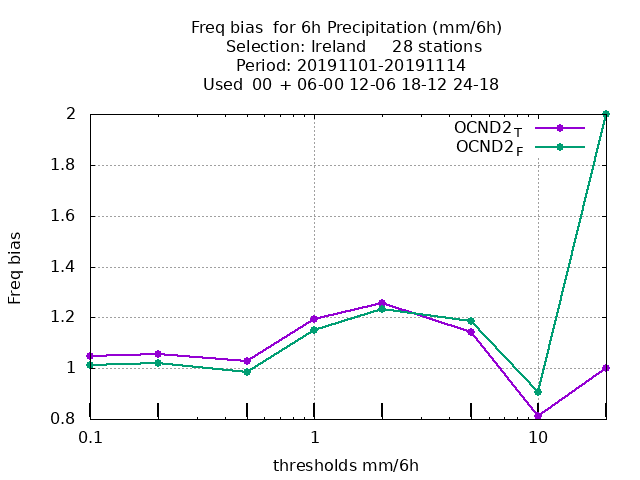 Freq bias  for 6h Precipitation (mm/6h)
Selection: Ireland     28 stations
Period: 20191101-20191114
Used  00 + 06-00 12-06 18-12 24-18
OCND2_T
OCND2_F
2
1.8
1.6
1.4
1.2
1
0.8
Freq bias
0.1 1 10
thresholds mm/6h